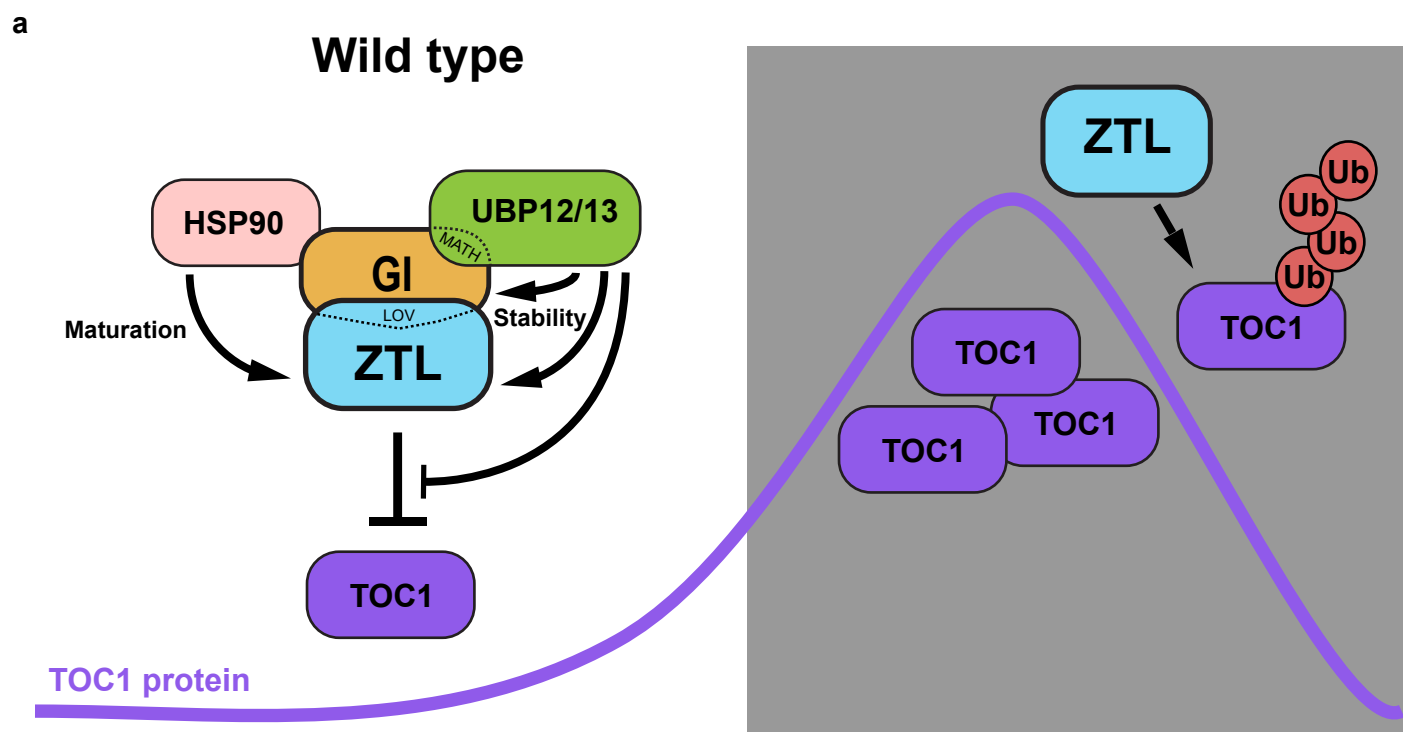 a
Wild type
HSP90
UBP12/13
MATH
GI
LOV
Stability
Maturation
ZTL
TOC1
TOC1 protein
ZTL
Ub
Ub
Ub
Ub
TOC1
TOC1
TOC1
TOC1